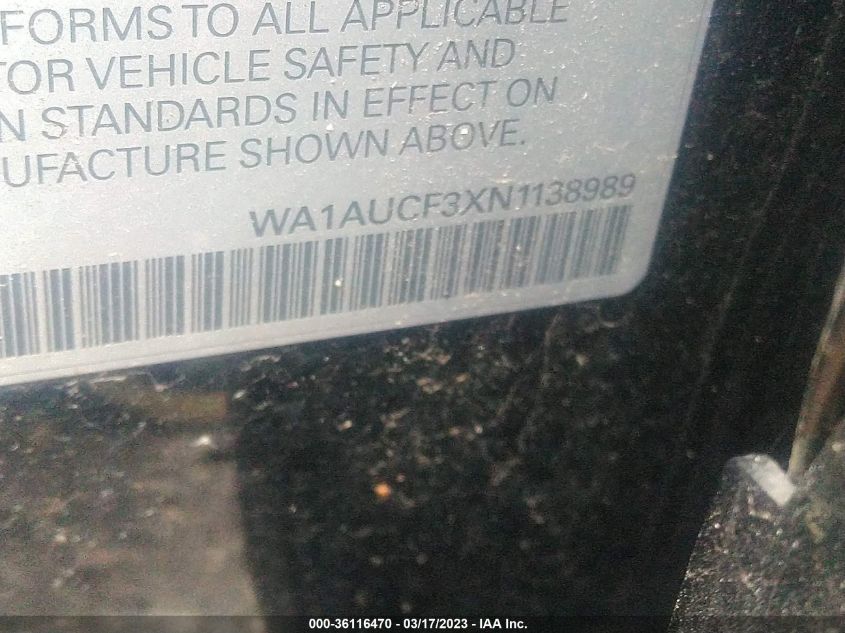 FORMS TO ALL APPLICABLE
TOR VEHICLE SAFETY AND
N STANDARDS IN EFFECT ON
UFACTURE SHOWN ABOVE.
WA1AUCF3XN1138989
000-36116470 — 03/17/2023 — IAA Inc.